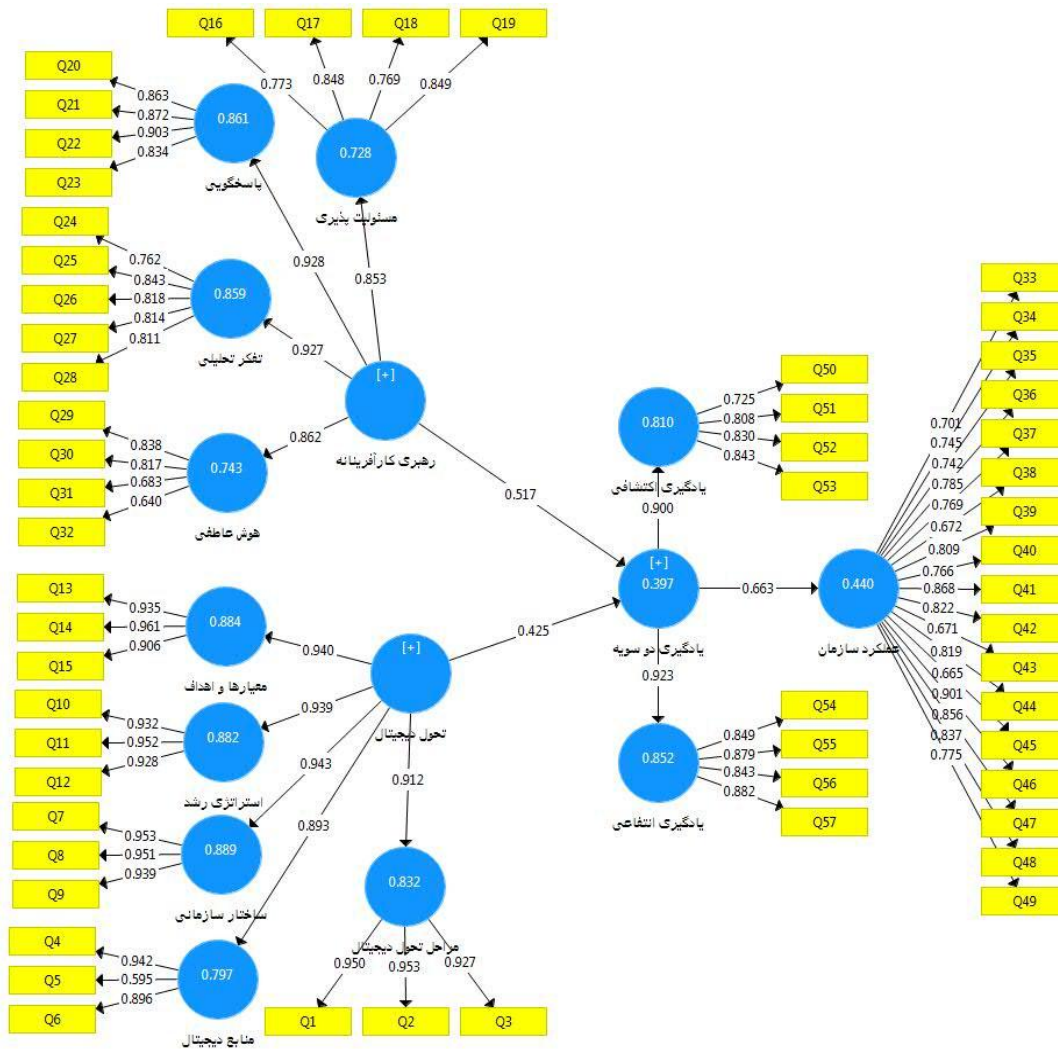 Q16
Q17
Q18
Q19
0.773
0.848
0.769
0.849
0.728
مسئولیت پذیری
0.853
Q20
Q21
Q22
Q23
0.863
0.872
0.903
0.834
0.861
پاسخگویی
0.928
Q24
Q25
Q26
Q27
Q28
0.762
0.843
0.818
0.814
0.811
0.859
تفکر تحلیلی
0.927
Q29
Q30
Q31
Q32
0.838
0.817
0.683
0.640
0.743
هوش عاطفی
0.862
[+]
رهبری کارآفرینانه
0.517
Q13
Q14
Q15
0.935
0.961
0.906
0.884
معیارها و اهداف
0.940
Q10
Q11
Q12
0.932
0.952
0.928
0.882
استراتژی رشد
0.939
Q7
Q8
Q9
0.953
0.951
0.939
0.889
ساختار سازمانی
0.943
Q4
Q5
Q6
0.942
0.595
0.896
0.797
منابع دیجیتال
0.893
[+]
تحول دیجیتال
0.425
0.912
0.832
مراحل تحول دیجیتال
0.950
0.953
0.927
Q1
Q2
Q3
Q50
Q51
Q52
Q53
0.725
0.808
0.830
0.843
0.810
یادگیری اکتشافی
0.900
[+]
0.397
یادگیری دو سویه
0.663
0.923
0.852
یادگیری انتفاعی
0.849
0.879
0.843
0.882
Q54
Q55
Q56
Q57
0.440
عملکرد سازمان
0.701
0.745
0.742
0.785
0.769
0.672
0.809
0.766
0.868
0.822
0.671
0.819
0.665
0.901
0.856
0.837
0.775
Q33
Q34
Q35
Q36
Q37
Q38
Q39
Q40
Q41
Q42
Q43
Q44
Q45
Q46
Q47
Q48
Q49